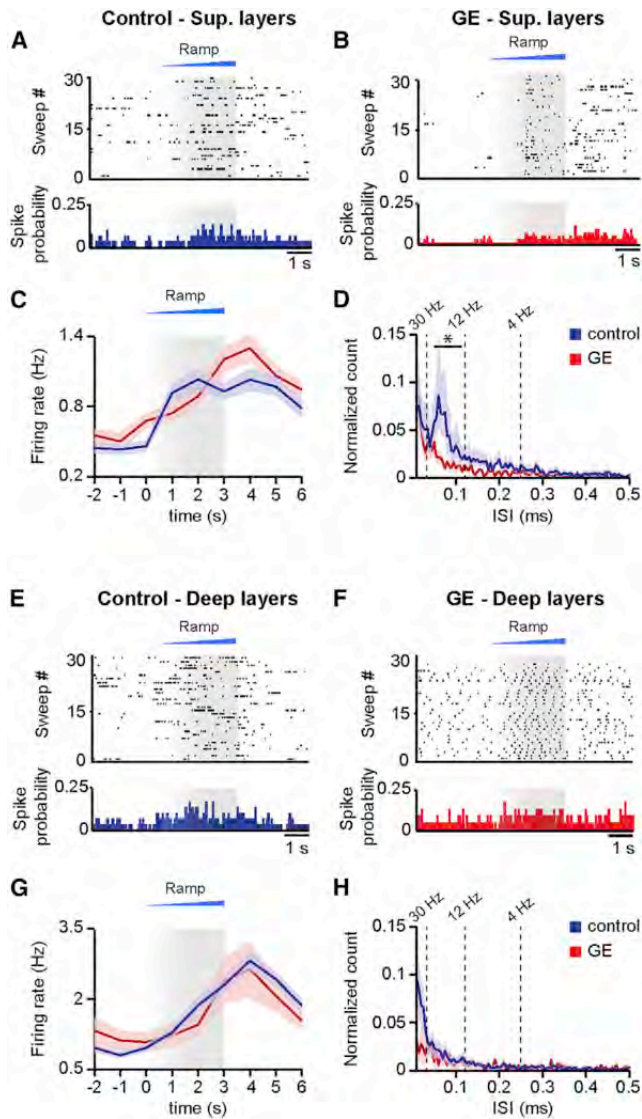 Control - Sup. layers
GE - Sup. layers
A
Ramp
Sweep #
30
15
0
Spike probability
0.25
0
1 s
B
Ramp
Sweep #
30
15
0
Spike probability
0.25
0
1 s
C
Ramp
Firing rate (Hz)
1.4
0.8
0.2
-2 -1 0 1 2 3 4 5 6
time (s)
D
30 Hz
12 Hz
4 Hz
*
control
GE
Normalized count
0.15
0.1
0.05
0
0.1 0.2 0.3 0.4 0.5
ISI (ms)
Control - Deep layers
GE - Deep layers
E
Ramp
Sweep #
30
15
0
Spike probability
0.25
0
1 s
F
Ramp
Sweep #
30
15
0
Spike probability
0.25
0
1 s
G
Ramp
Firing rate (Hz)
3.5
2
0.5
-2 -1 0 1 2 3 4 5 6
time (s)
H
30 Hz
12 Hz
4 Hz
control
GE
Normalized count
0.15
0.1
0.05
0
0.1 0.2 0.3 0.4 0.5
ISI (ms)